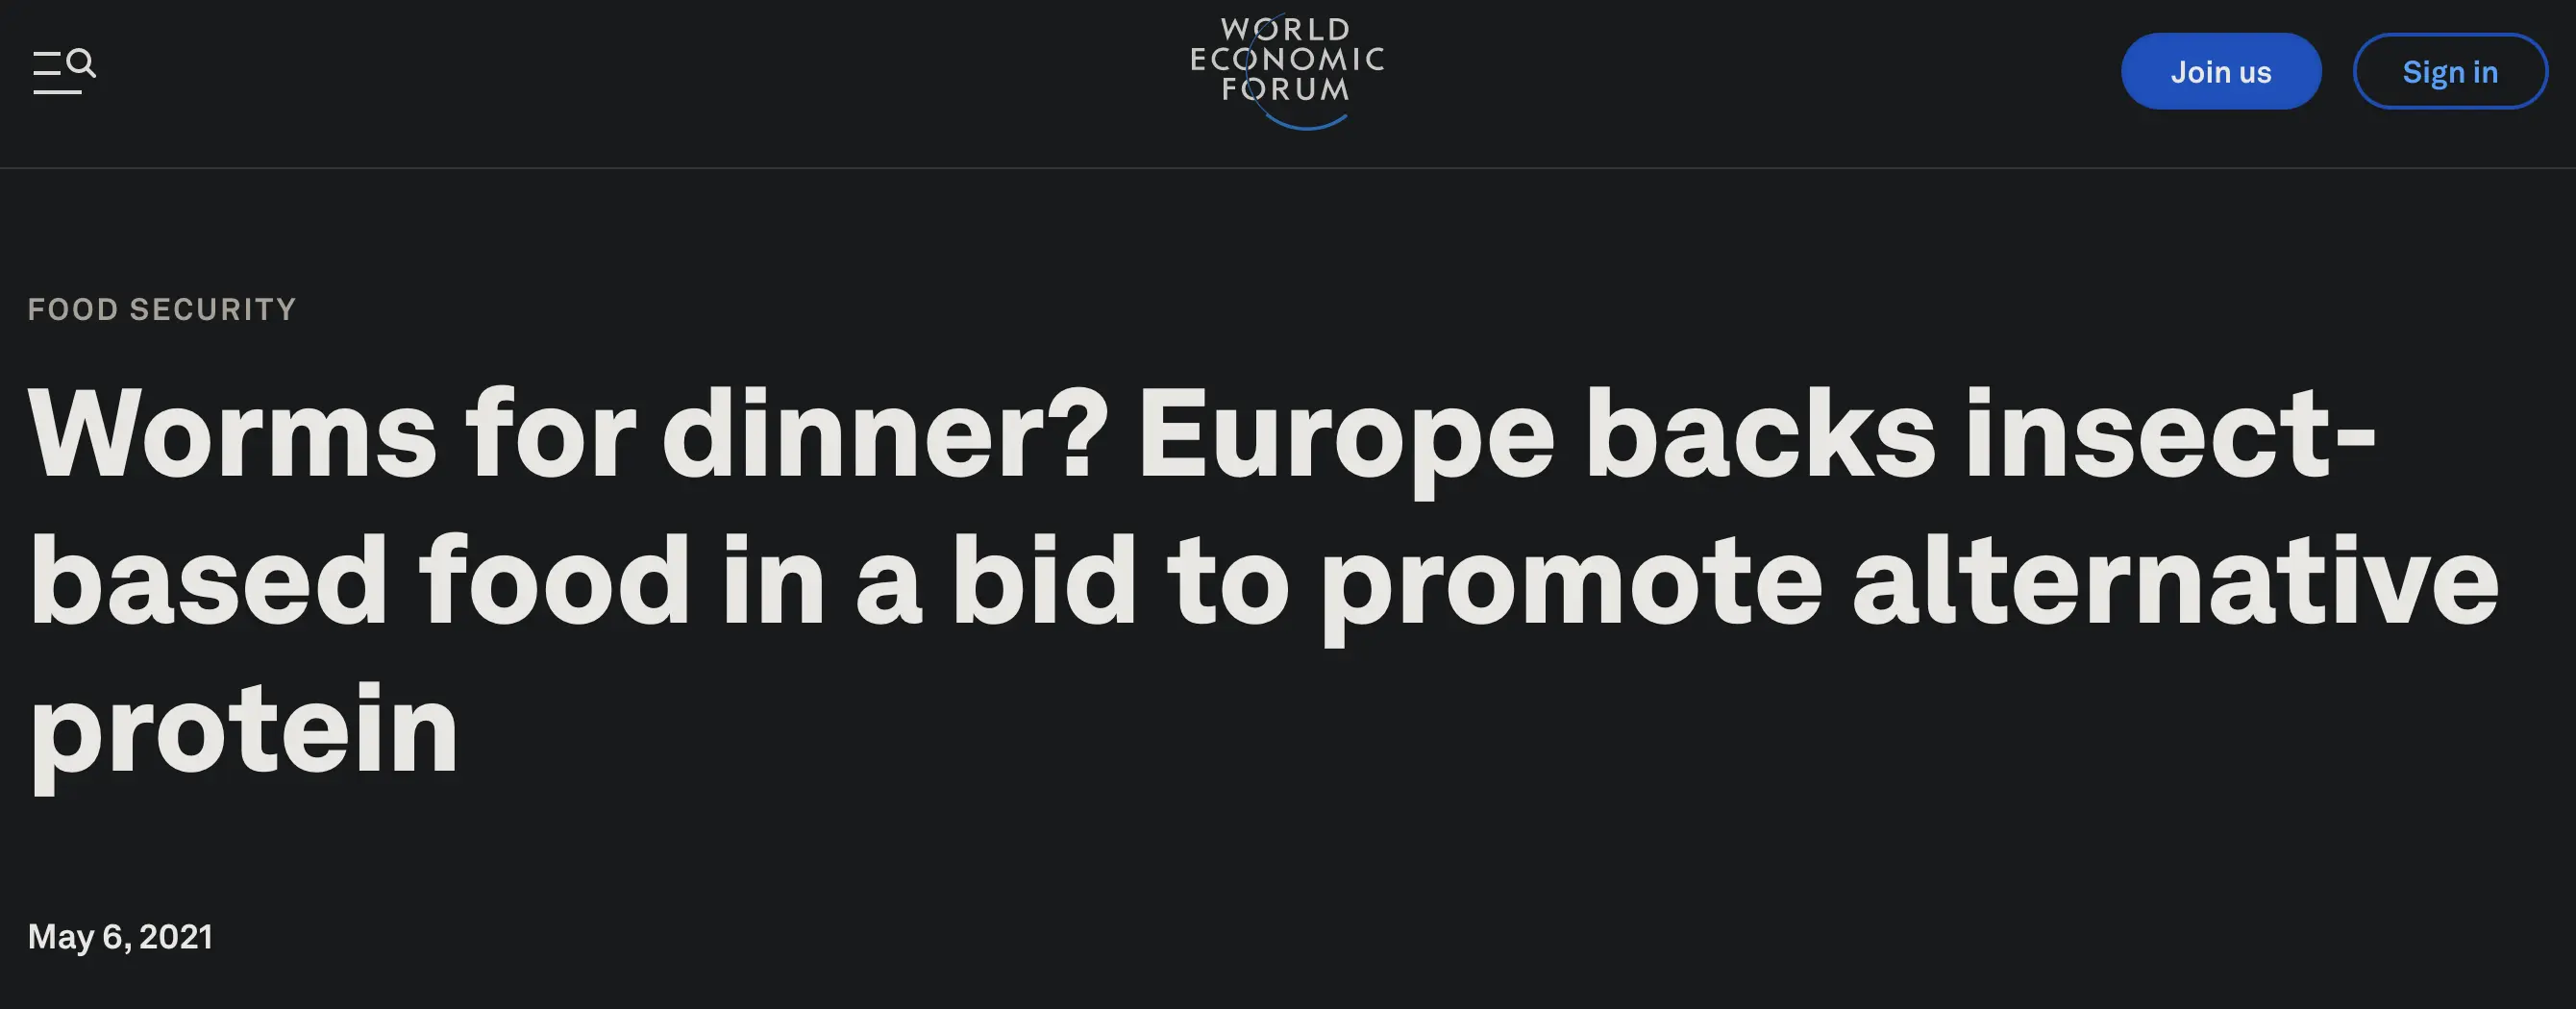 WORLD
ECONOMIC
FORUM
Join us
Sign in
FOOD SECURITY
Worms for dinner? Europe backs insect-
based food in a bid to promote alternative
protein
May 6, 2021